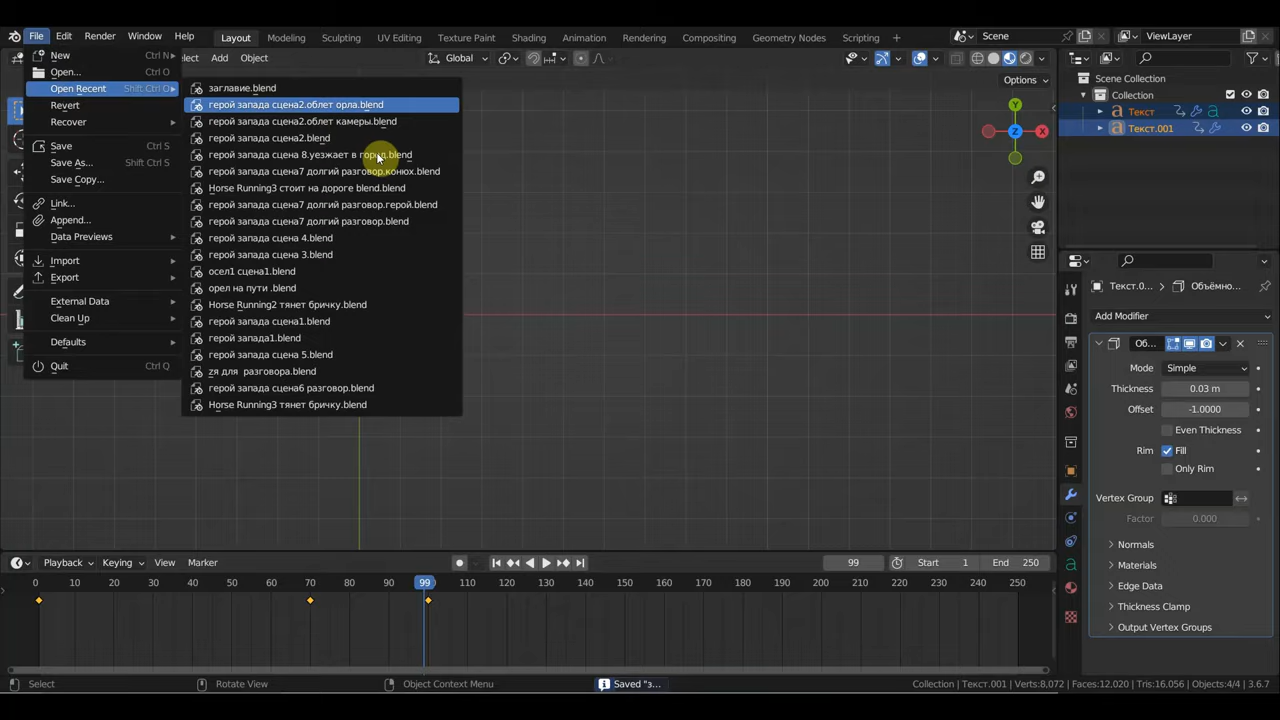 File Edit Render Window Help Layout Modeling Sculpting UV Editing Texture Paint Shading Animation Rendering Compositing Geometry Nodes Scripting Scene ViewLayer
lect Add Object Global Options
New Ctrl N
Open... Ctrl O
Open Recent Shift Ctrl O
Revert
Recover
Save Ctrl S
Save As... Shift Ctrl S
Save Copy...
Link...
Append...
Data Previews
Import
Export
External Data
Clean Up
Defaults
Quit Ctrl Q
заглавие.blend
герой запада сцена2.облет орла.blend
герой запада сцена2.облет камеры.blend
герой запада сцена2.blend
герой запада сцена 8.уезжает в город.blend
герой запада сцена7 долгий разговор.конюх.blend
Horse Running3 стоит на дороге blend.blend
герой запада сцена7 долгий разговор.герой.blend
герой запада сцена7 долгий разговор.blend
герой запада сцена 4.blend
герой запада сцена 3.blend
осел1 сцена1.blend
орел на пути .blend
Horse Running2 тянет бричку.blend
герой запада сцена1.blend
герой запада1.blend
герой запада сцена 5.blend
zя для  разговора.blend
герой запада сцена6 разговор.blend
Horse Running3 тянет бричку.blend
Z X Y
Scene Collection
Collection
Текст
Текст.001
Текст.0... Объёмно...
Add Modifier
Об...
Mode Simple
Thickness 0.03 m
Offset -1.0000
Even Thickness
Rim Fill
Only Rim
Vertex Group
Factor 0.000
Normals
Materials
Edge Data
Thickness Clamp
Output Vertex Groups
Playback Keying View Marker 99 Start 1 End 250
0 10 20 30 40 50 60 70 80 90 99 110 120 130 140 150 160 170 180 190 200 210 220 230 240 250
Select Rotate View Object Context Menu Saved "з... Collection | Текст.001 | Verts:8,072 | Faces:12,020 | Tris:16,056 | Objects:4/4 | 3.6.7